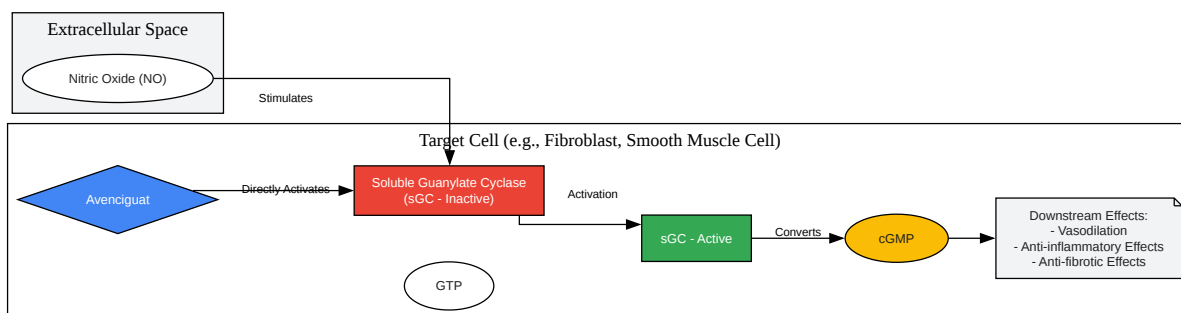 Extracellular Space
Nitric Oxide (NO)
Stimulates
Target Cell (e.g., Fibroblast, Smooth Muscle Cell)
Avenciguat
Directly Activates
Soluble Guanylate Cyclase
(sGC - Inactive)
Activation
sGC - Active
Converts
cGMP
Downstream Effects:
- Vasodilation
- Anti-inflammatory Effects
- Anti-fibrotic Effects
GTP